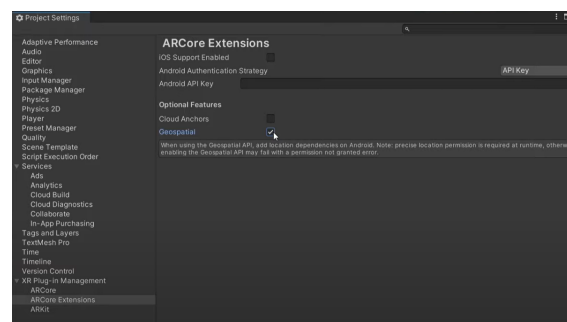 Project Settings
Adaptive Performance
Audio
Editor
Graphics
Input Manager
Package Manager
Physics
Physics 2D
Player
Preset Manager
Quality
Scene Template
Script Execution Order
Services
Ads
Analytics
Cloud Build
Cloud Diagnostics
Collaborate
In-App Purchasing
Tags and Layers
TextMesh Pro
Time
Timeline
Version Control
XR Plug-in Management
ARCore
ARCore Extensions
ARKit
ARCore Extensions
iOS Support Enabled
Android Authentication Strategy
API Key
Android API Key
Optional Features
Cloud Anchors
Geospatial
When using the Geospatial API, add location dependencies on Android. Note: precise location permission is required at runtime, otherw
enabling the Geospatial API may fail with a permission not granted error.